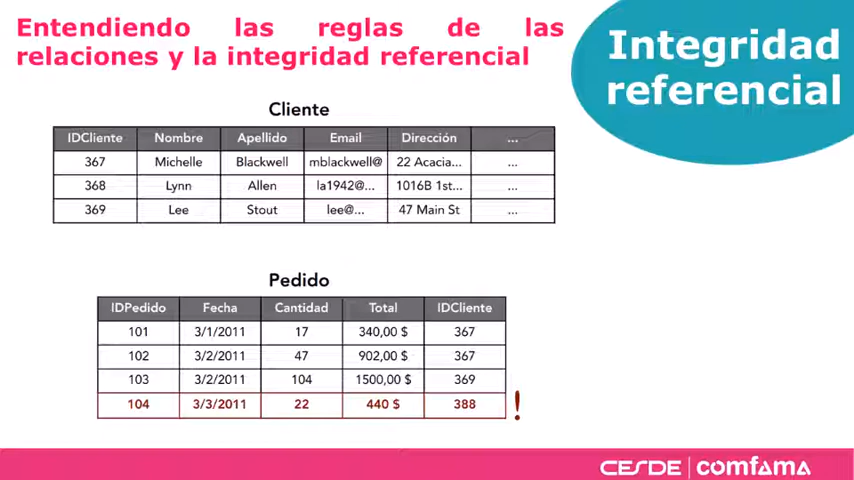 Entendiendo las reglas de las
relaciones y la integridad referencial
Integridad
referencial
Cliente
IDCliente Nombre Apellido Email Dirección ...
367 Michelle Blackwell mblackwell@ 22 Acacia... ...
368 Lynn Allen la1942@... 1016B 1st... ...
369 Lee Stout lee@... 47 Main St ...
Pedido
IDPedido Fecha Cantidad Total IDCliente
101 3/1/2011 17 340,00 $ 367
102 3/2/2011 47 902,00 $ 367
103 3/2/2011 104 1500,00 $ 369
104 3/3/2011 22 440 $ 388 !
CESDE comfama